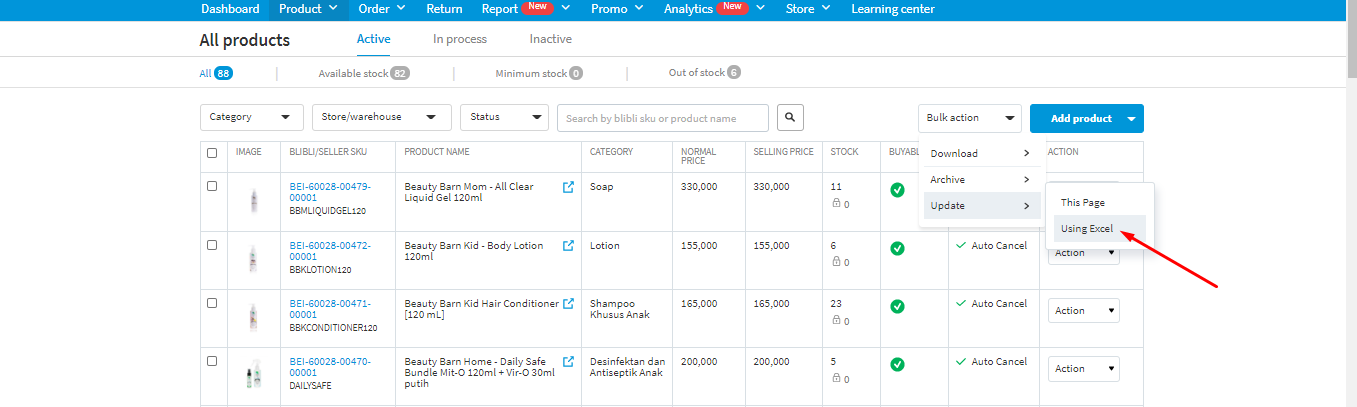 Dashboard Product Order Return Report New Promo Analytics New Store Learning center
All products Active In process Inactive
All 88 Available stock 82 Minimum stock 0 Out of stock 6
Category Store/warehouse Status Search by blibli sku or product name Bulk action Add product
IMAGE BLIBLI/SELLER SKU PRODUCT NAME CATEGORY NORMAL PRICE SELLING PRICE STOCK BUYABL ACTION
Download
Archive
Update
This Page
Using Excel
BEI-60028-00479-
00001
BBMLIQUIDGEL120
Beauty Barn Mom - All Clear
Liquid Gel 120ml
Soap
330,000
330,000
11
0
BEI-60028-00472-
00001
BBKLOTION120
Beauty Barn Kid - Body Lotion
120ml
Lotion
155,000
155,000
6
0
Auto Cancel
Action
BEI-60028-00471-
00001
BBKCONDITIONER120
Beauty Barn Kid Hair Conditioner
[120 mL]
Shampoo
Khusus Anak
165,000
165,000
23
0
Auto Cancel
Action
BEI-60028-00470-
00001
DAILYSAFE
Beauty Barn Home - Daily Safe
Bundle Mit-O 120ml + Vir-O 30ml
putih
Desinfektan dan
Antiseptik Anak
200,000
200,000
5
0
Auto Cancel
Action